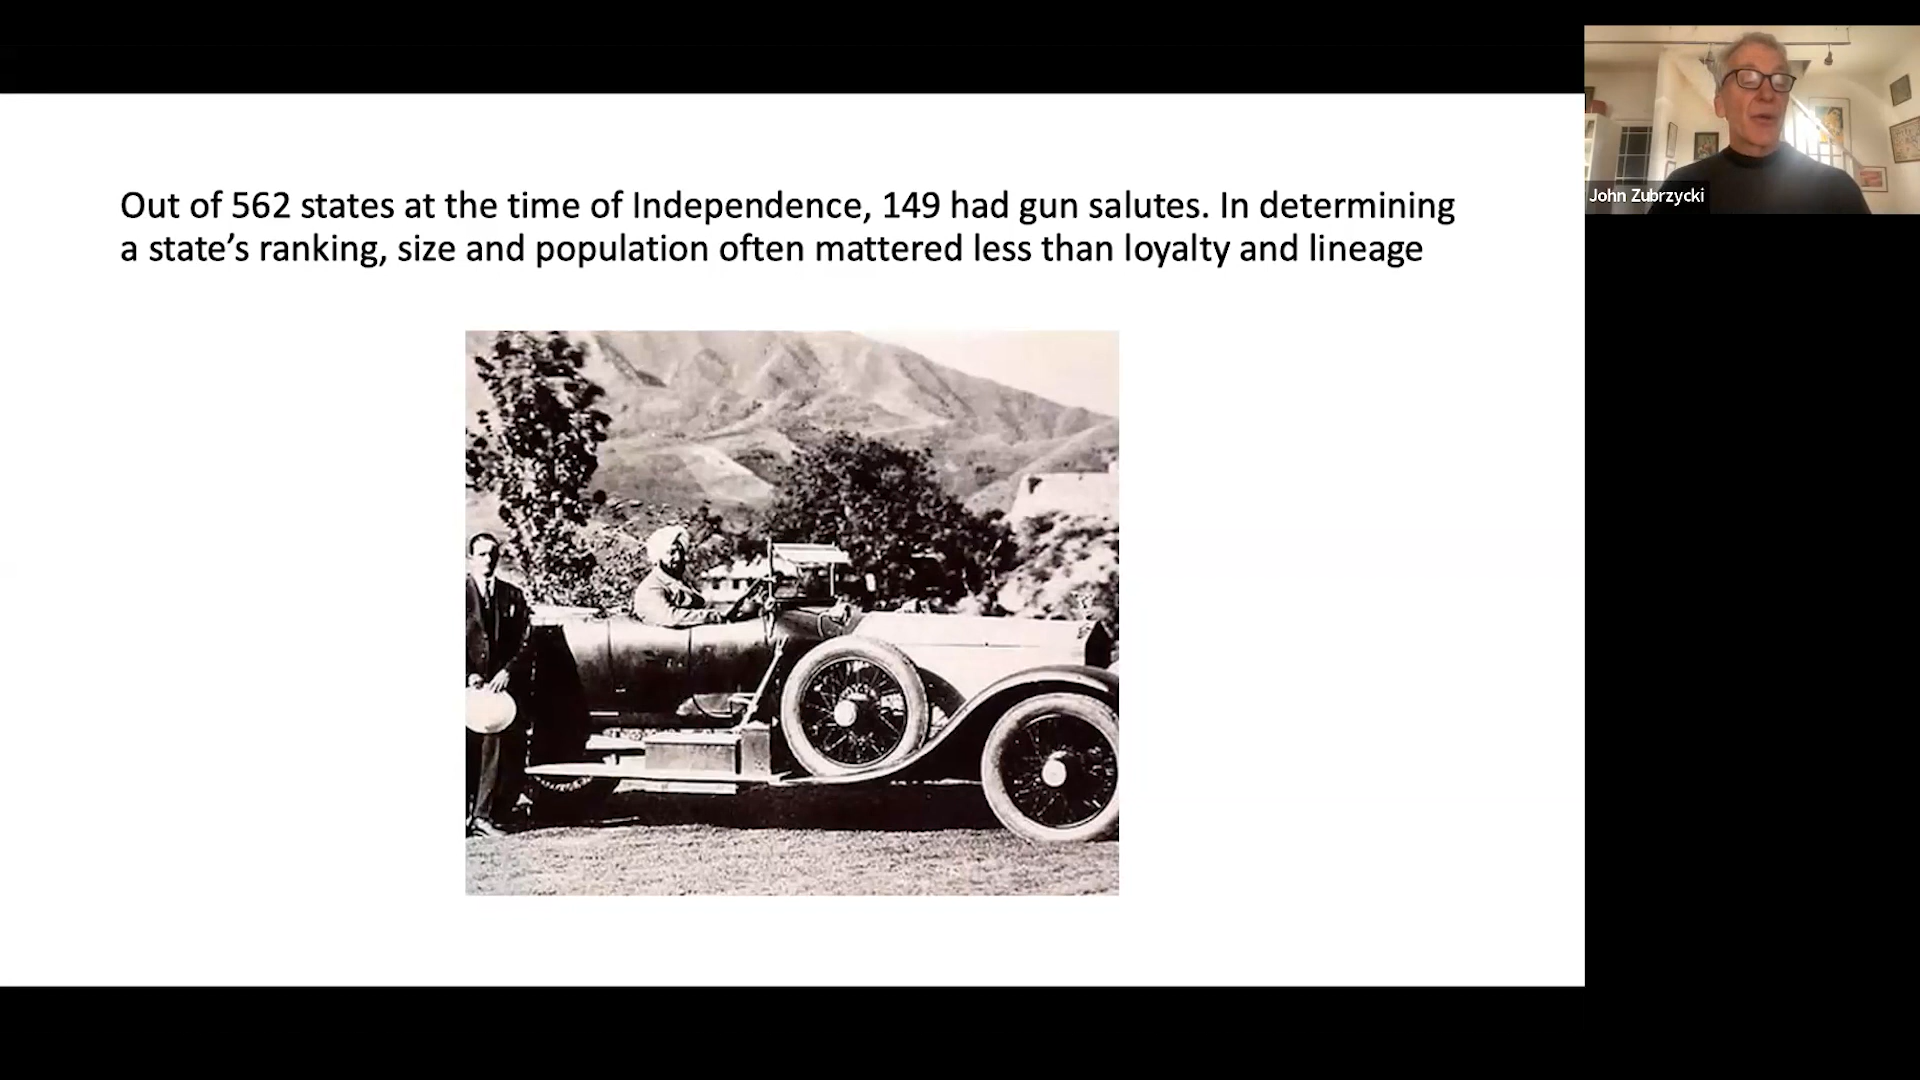 Out of 562 states at the time of Independence, 149 had gun salutes. In determining
a state’s ranking, size and population often mattered less than loyalty and lineage
John Zubrzycki